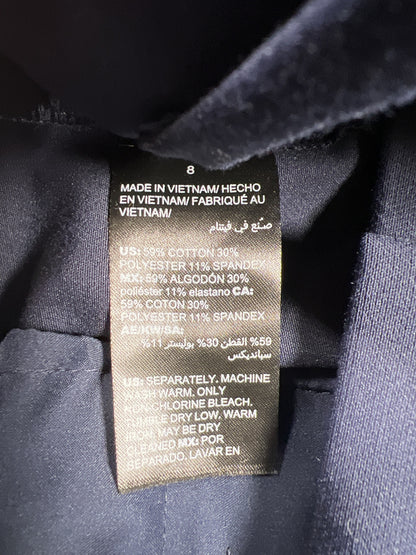 8
MADE IN VIETNAM/ HECHO
EN VIETNAM/ FABRIQUÉ AU
VIETNAM/
صنع في فيتنام
US: 59% COTTON 30%
POLYESTER 11% SPANDEX
MX: 59% ALGODÓN 30%
poliéster 11% elastano CA:
59% COTTON 30%
POLYESTER 11% SPANDEX
AE/KW/SA:
59% القطن 30% بوليستر 11%
سباندیکس
US: SEPARATELY. MACHINE
WASH WARM. ONLY
NON-CHLORINE BLEACH.
TUMBLE DRY LOW. WARM
IRON. MAY BE DRY
CLEANED MX: POR
SEPARADO. LAVAR EN